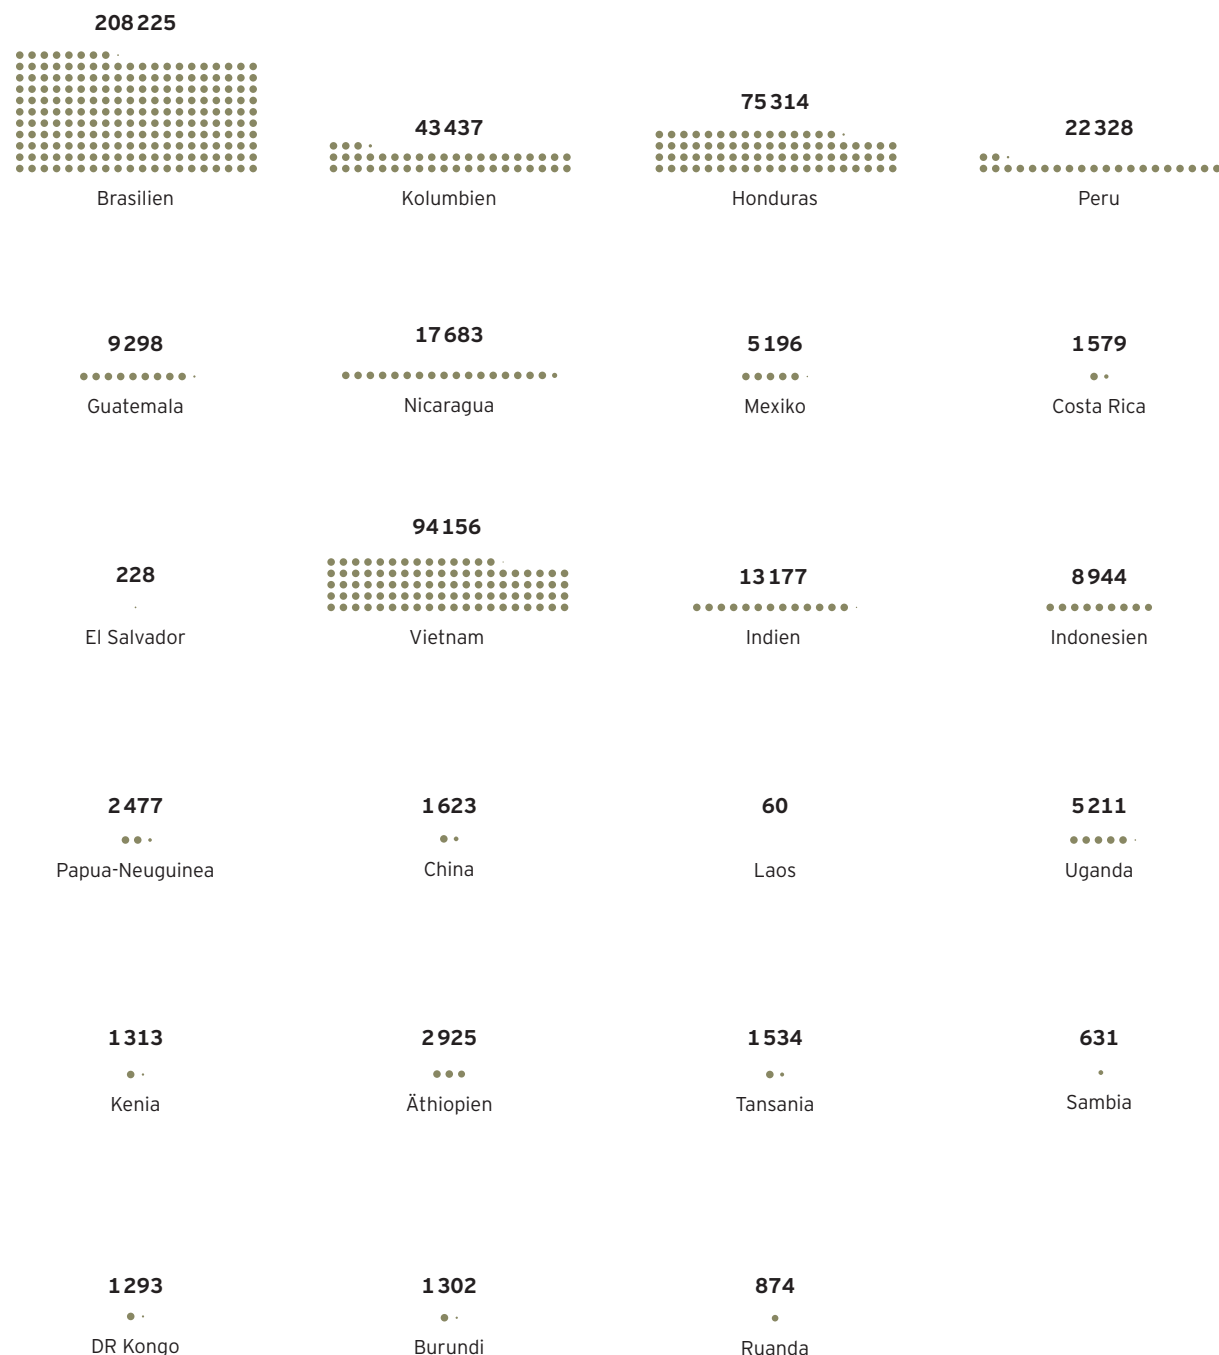 208 225
Brasilien
43 437
Kolumbien
75 314
Honduras
22 328
Peru
9 298
Guatemala
17 683
Nicaragua
5 196
Mexiko
1 579
Costa Rica
228
El Salvador
94 156
Vietnam
13 177
Indien
8 944
Indonesien
2 477
Papua-Neuguinea
1 623
China
60
Laos
5 211
Uganda
1 313
Kenia
2 925
Äthiopien
1 534
Tansania
631
Sambia
1 293
DR Kongo
1 302
Burundi
874
Ruanda